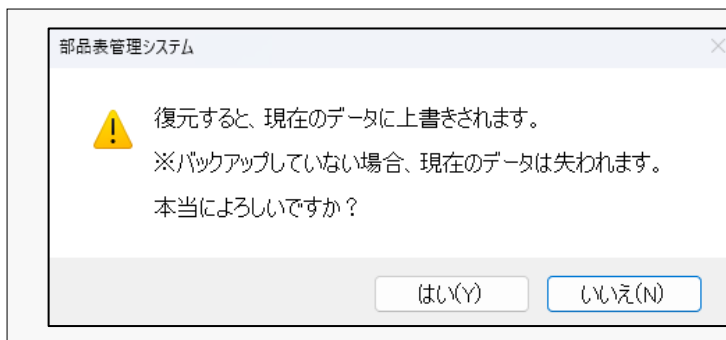 部品表管理システム
復元すると、現在のデータに上書きされます。
※バックアップしていない場合、現在のデータは失われます。
本当によろしいですか？
はい(Y)
いいえ(N)